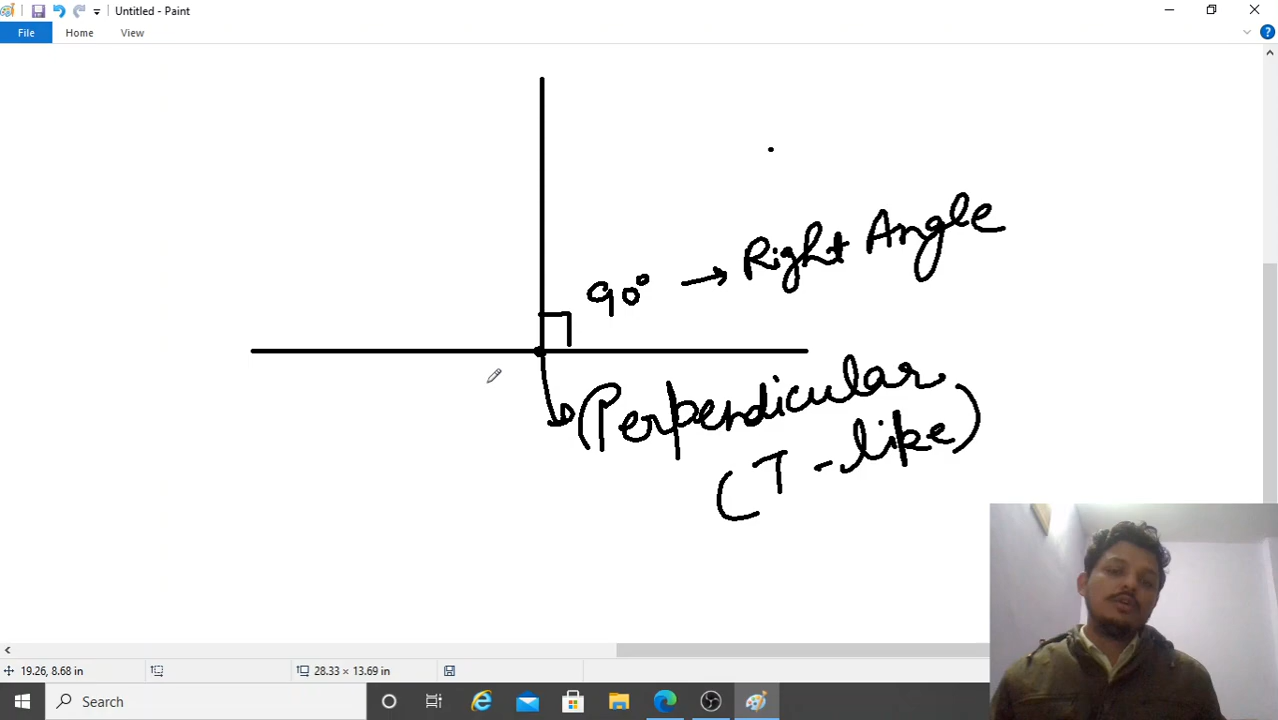 Untitled - Paint
File Home View
90° → Right Angle
(Perpendicular
(T-like)
19.26, 8.68 in 28.33 × 13.69 in
Search